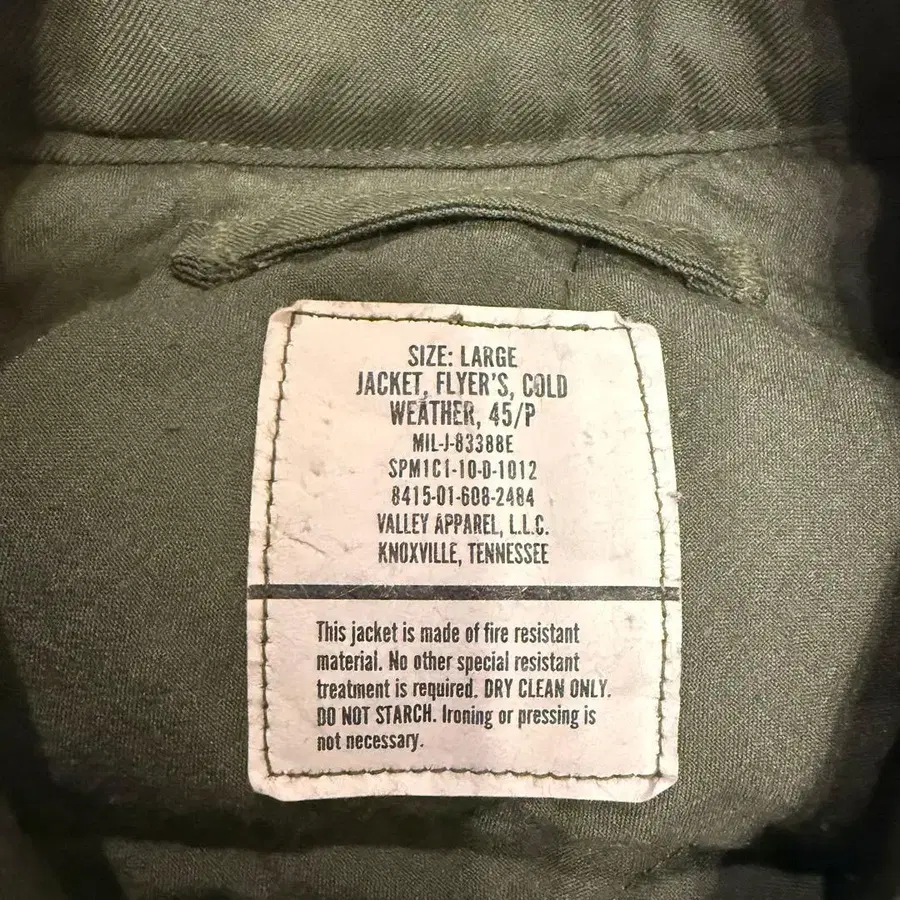 SIZE: LARGE
JACKET, FLYER'S, COLD
WEATHER, 45/P
MIL-J-83388E
SPM1C1-10-D-1012
8415-01-608-2484
VALLEY APPAREL, L.L.C.
KNOXVILLE, TENNESSEE
This jacket is made of fire resistant
material. No other special resistant
treatment is required. DRY CLEAN ONLY.
DO NOT STARCH. Ironing or pressing is
not necessary.